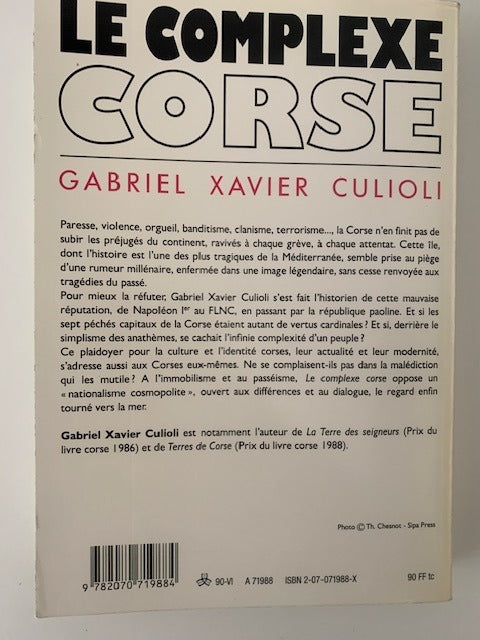 LE COMPLEXE
CORSE
GABRIEL XAVIER CULIOLI
Paresse, violence, orgueil, banditisme, clanisme, terrorisme..., la Corse n'en finit pas de
subir les préjugés du continent, ravivés à chaque grève, à chaque attentat. Cette île,
dont l'histoire est l'une des plus tragiques de la Méditerranée, semble prise au piège
d'une rumeur millénaire, enfermée dans une image légendaire, sans cesse renvoyée aux
tragédies du passé.
Pour mieux la réfuter, Gabriel Xavier Culioli s'est fait l'historien de cette mauvaise
réputation, de Napoléon Ier au FLNC, en passant par la république paoline. Et si les
sept péchés capitaux de la Corse étaient autant de vertus cardinales ? Et si, derrière le
simplisme des anathèmes, se cachait l'infinie complexité d'un peuple ?
Ce plaidoyer pour la culture et l'identité corses, leur actualité et leur modernité,
s'adresse aussi aux Corses eux-mêmes. Ne se complaisent-ils pas dans la malédiction
qui les mutile ? A l'immobilisme et au passéisme, Le complexe corse oppose un
« nationalisme cosmopolite », ouvert aux différences et au dialogue, le regard enfin
tourné vers la mer.
Gabriel Xavier Culioli est notamment l'auteur de La Terre des seigneurs (Prix du
livre corse 1986) et de Terres de Corse (Prix du livre corse 1988).
Photo © Th. Chesnot - Sipa Press
9 782070 719884
90-VI A 71988 ISBN 2-07-071988-X 90 FF tc